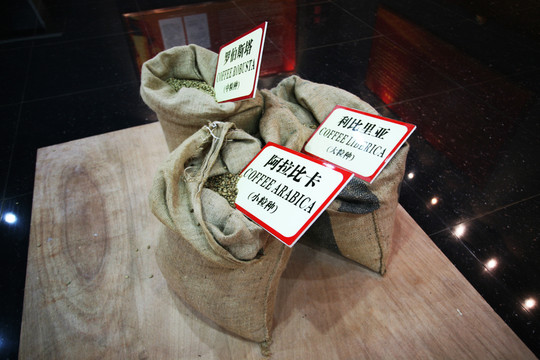 罗伯斯塔
COFFEE ROBUSTA
(中粒种)
利比里亚
COFFEE LIBERICA
(大粒种)
阿拉比卡
COFFEE ARABICA
(小粒种)